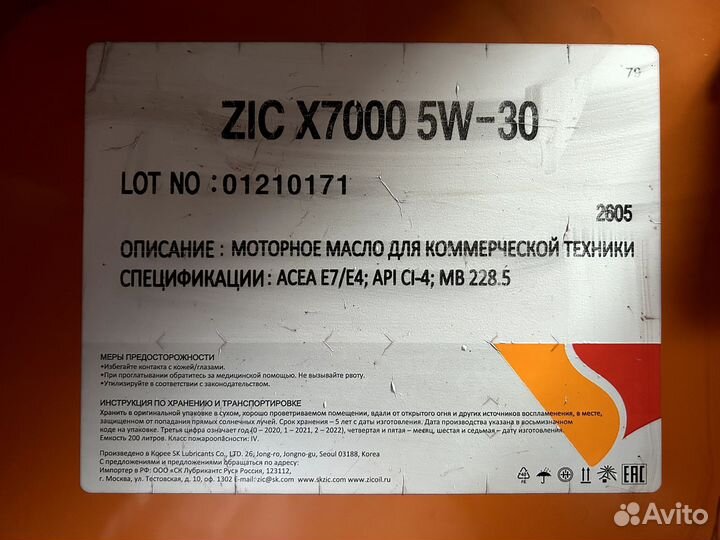 79
ZIC X7000 5W-30
LOT NO : 01210171
2605
ОПИСАНИЕ : МОТОРНОЕ МАСЛО ДЛЯ КОММЕРЧЕСКОЙ ТЕХНИКИ
СПЕЦИФИКАЦИИ : ACEA E7/E4; API CI-4; MB 228.5
МЕРЫ ПРЕДОСТОРОЖНОСТИ
•Избегайте контакта с кожей/глазами.
•При проглатывании обратитесь за медицинской помощью. Не вызывайте рвоту.
•Утилизируйте в соответствии с законодательством.
ИНСТРУКЦИЯ ПО ХРАНЕНИЮ И ТРАНСПОРТИРОВКЕ
Хранить в оригинальной упаковке в сухом, хорошо проветриваемом помещении, вдали от открытого огня и других источников воспламенения, в месте,
защищенном от попадания прямых солнечных лучей. Срок хранения – 5 лет с даты изготовления. Дата производства указана в восьмизначном
коде на упаковке. Третья цифра означает год (0 – 2020, 1 – 2021, 2 – 2022), четвертая и пятая – месяц, шестая и седьмая – дату изготовления.
Емкость 200 литров. Класс пожароопасности: IV.
Произведено в Корее SK Lubricants Co., LTD. 26, Jong-ro, Jongno-gu, Seoul 03188, Korea
С предложениями и предложениями обращаться по адресу:
Импортер в РФ: ООО «СК Лубрикантс Рус» Россия, 123112,
г. Москва, ул. Тестовская, д. 10, оф. 1302 E-mail:zic@sk.com www.skzic.com www.zicoil.ru
EAC
Avito